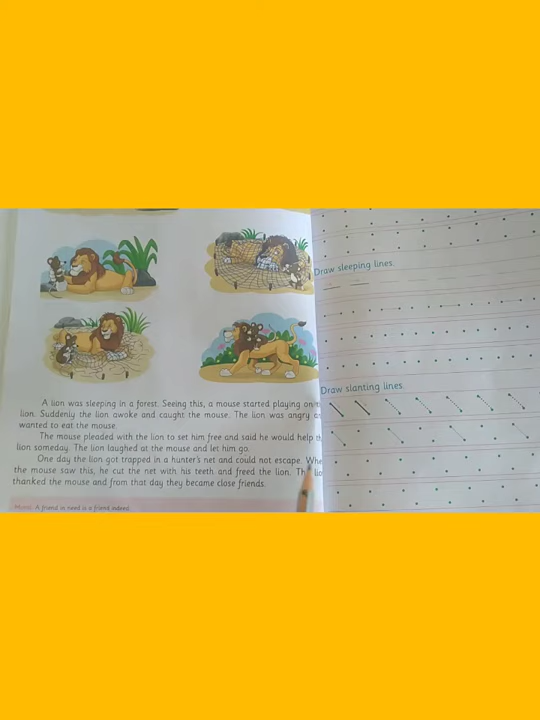 A lion was sleeping in a forest. Seeing this, a mouse started playing on
lion. Suddenly the lion awoke and caught the mouse. The lion was angry
wanted to eat the mouse.
The mouse pleaded with the lion to set him free and said he would help
lion someday. The lion laughed at the mouse and let him go.
One day the lion got trapped in a hunter's net and could not escape.
the mouse saw this, he cut the net with his teeth and freed the lion.
thanked the mouse and from that day they became close friends.
Moral: A friend in need is a friend indeed.
Draw sleeping lines.
Draw slanting lines.